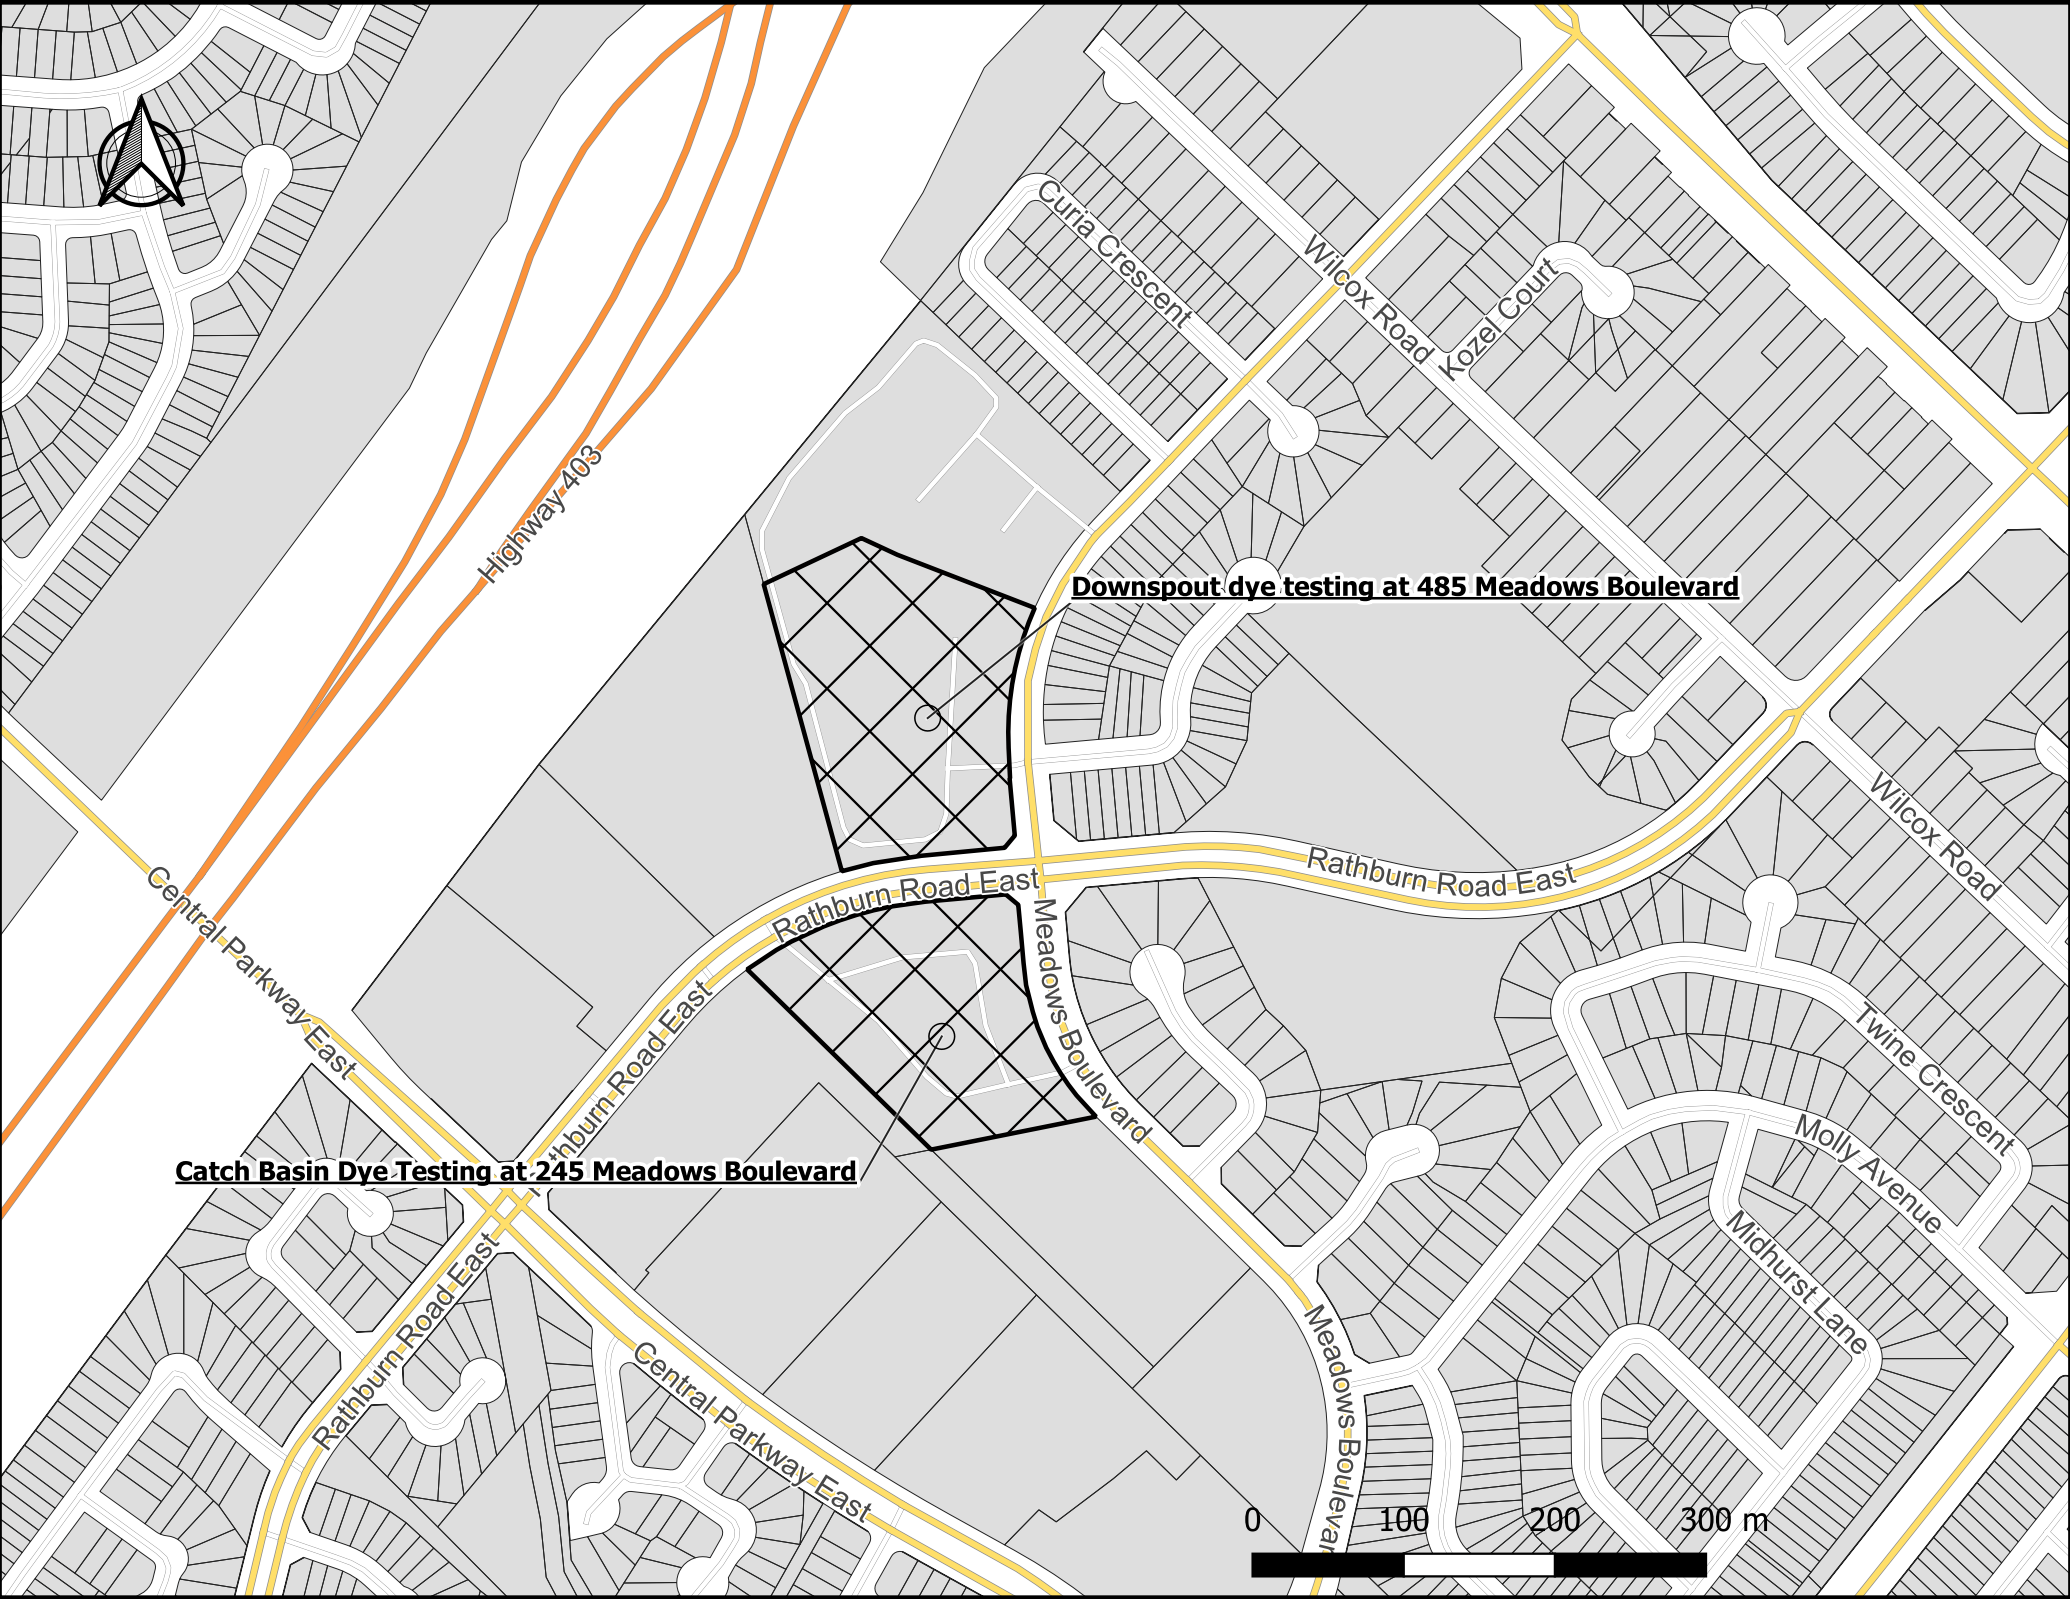 Curia Crescent
Wilcox Road
Kozel Court
Highway 403
Downspout dye testing at 485 Meadows Boulevard
Wilcox Road
Rathburn Road East
Rathburn Road East
Central Parkway East
Meadows Boulevard
Rathburn Road East
Twine Crescent
Molly Avenue
Catch Basin Dye Testing at 245 Meadows Boulevard
Midhurst Lane
Rathburn Road East
Meadows Boulevar
Central Parkway East
0 100 200 300 m